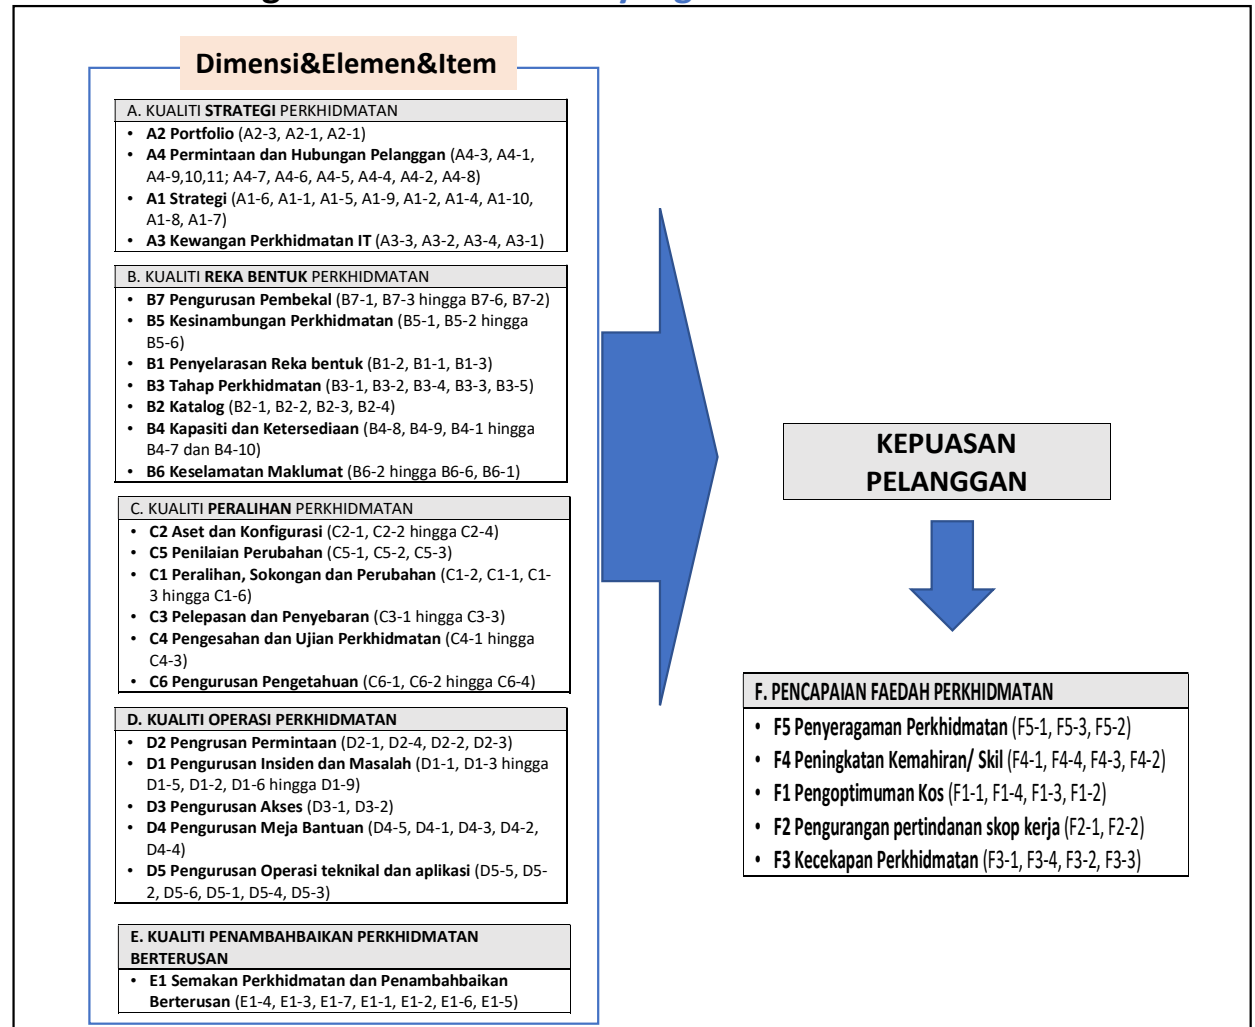 Dimensi&Elemen&Item
A. KUALITI STRATEGI PERKHIDMATAN
• A2 Portfolio (A2-3, A2-1, A2-1)
• A4 Permintaan dan Hubungan Pelanggan (A4-3, A4-1,
A4-9,10,11; A4-7, A4-6, A4-5, A4-4, A4-2, A4-8)
• A1 Strategi (A1-6, A1-1, A1-5, A1-9, A1-2, A1-4, A1-10,
A1-8, A1-7)
• A3 Kewangan Perkhidmatan IT (A3-3, A3-2, A3-4, A3-1)
B. KUALITI REKA BENTUK PERKHIDMATAN
• B7 Pengurusan Pembekal (B7-1, B7-3 hingga B7-6, B7-2)
• B5 Kesinambungan Perkhidmatan (B5-1, B5-2 hingga
B5-6)
• B1 Penyelarasan Reka bentuk (B1-2, B1-1, B1-3)
• B3 Tahap Perkhidmatan (B3-1, B3-2, B3-4, B3-3, B3-5)
• B2 Katalog (B2-1, B2-2, B2-3, B2-4)
• B4 Kapasiti dan Ketersediaan (B4-8, B4-9, B4-1 hingga
B4-7 dan B4-10)
• B6 Keselamatan Maklumat (B6-2 hingga B6-6, B6-1)
C. KUALITI PERALIHAN PERKHIDMATAN
• C2 Aset dan Konfigurasi (C2-1, C2-2 hingga C2-4)
• C5 Penilaian Perubahan (C5-1, C5-2, C5-3)
• C1 Peralihan, Sokongan dan Perubahan (C1-2, C1-1, C1-
3 hingga C1-6)
• C3 Pelepasan dan Penyebaran (C3-1 hingga C3-3)
• C4 Pengesahan dan Ujian Perkhidmatan (C4-1 hingga
C4-3)
• C6 Pengurusan Pengetahuan (C6-1, C6-2 hingga C6-4)
D. KUALITI OPERASI PERKHIDMATAN
• D2 Pengrusan Permintaan (D2-1, D2-4, D2-2, D2-3)
• D1 Pengurusan Insiden dan Masalah (D1-1, D1-3 hingga
D1-5, D1-2, D1-6 hingga D1-9)
• D3 Pengurusan Akses (D3-1, D3-2)
• D4 Pengurusan Meja Bantuan (D4-5, D4-1, D4-3, D4-2,
D4-4)
• D5 Pengurusan Operasi teknikal dan aplikasi (D5-5, D5-
2, D5-6, D5-1, D5-4, D5-3)
E. KUALITI PENAMBAHBAIKAN PERKHIDMATAN
BERTERUSAN
• E1 Semakan Perkhidmatan dan Penambahbaikan
Berterusan (E1-4, E1-3, E1-7, E1-1, E1-2, E1-6, E1-5)
KEPUASAN
PELANGGAN
F. PENCAPAIAN FAEDAH PERKHIDMATAN
• F5 Penyeragaman Perkhidmatan (F5-1, F5-3, F5-2)
• F4 Peningkatan Kemahiran/ Skil (F4-1, F4-4, F4-3, F4-2)
• F1 Pengoptimuman Kos (F1-1, F1-4, F1-3, F1-2)
• F2 Pengurangan pertindanan skop kerja (F2-1, F2-2)
• F3 Kecekapan Perkhidmatan (F3-1, F3-4, F3-2, F3-3)